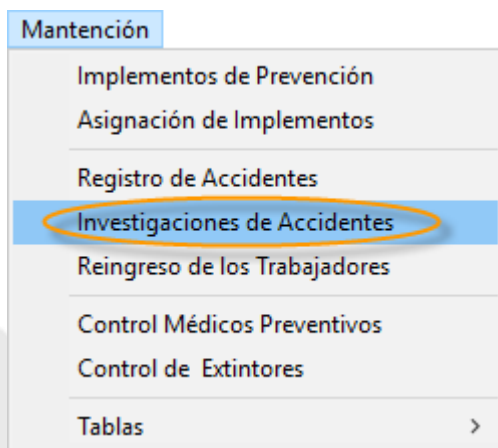 Mantención
Implementos de Prevención
Asignación de Implementos
Registro de Accidentes
Investigaciones de Accidentes
Reingreso de los Trabajadores
Control Médicos Preventivos
Control de Extintores
Tablas